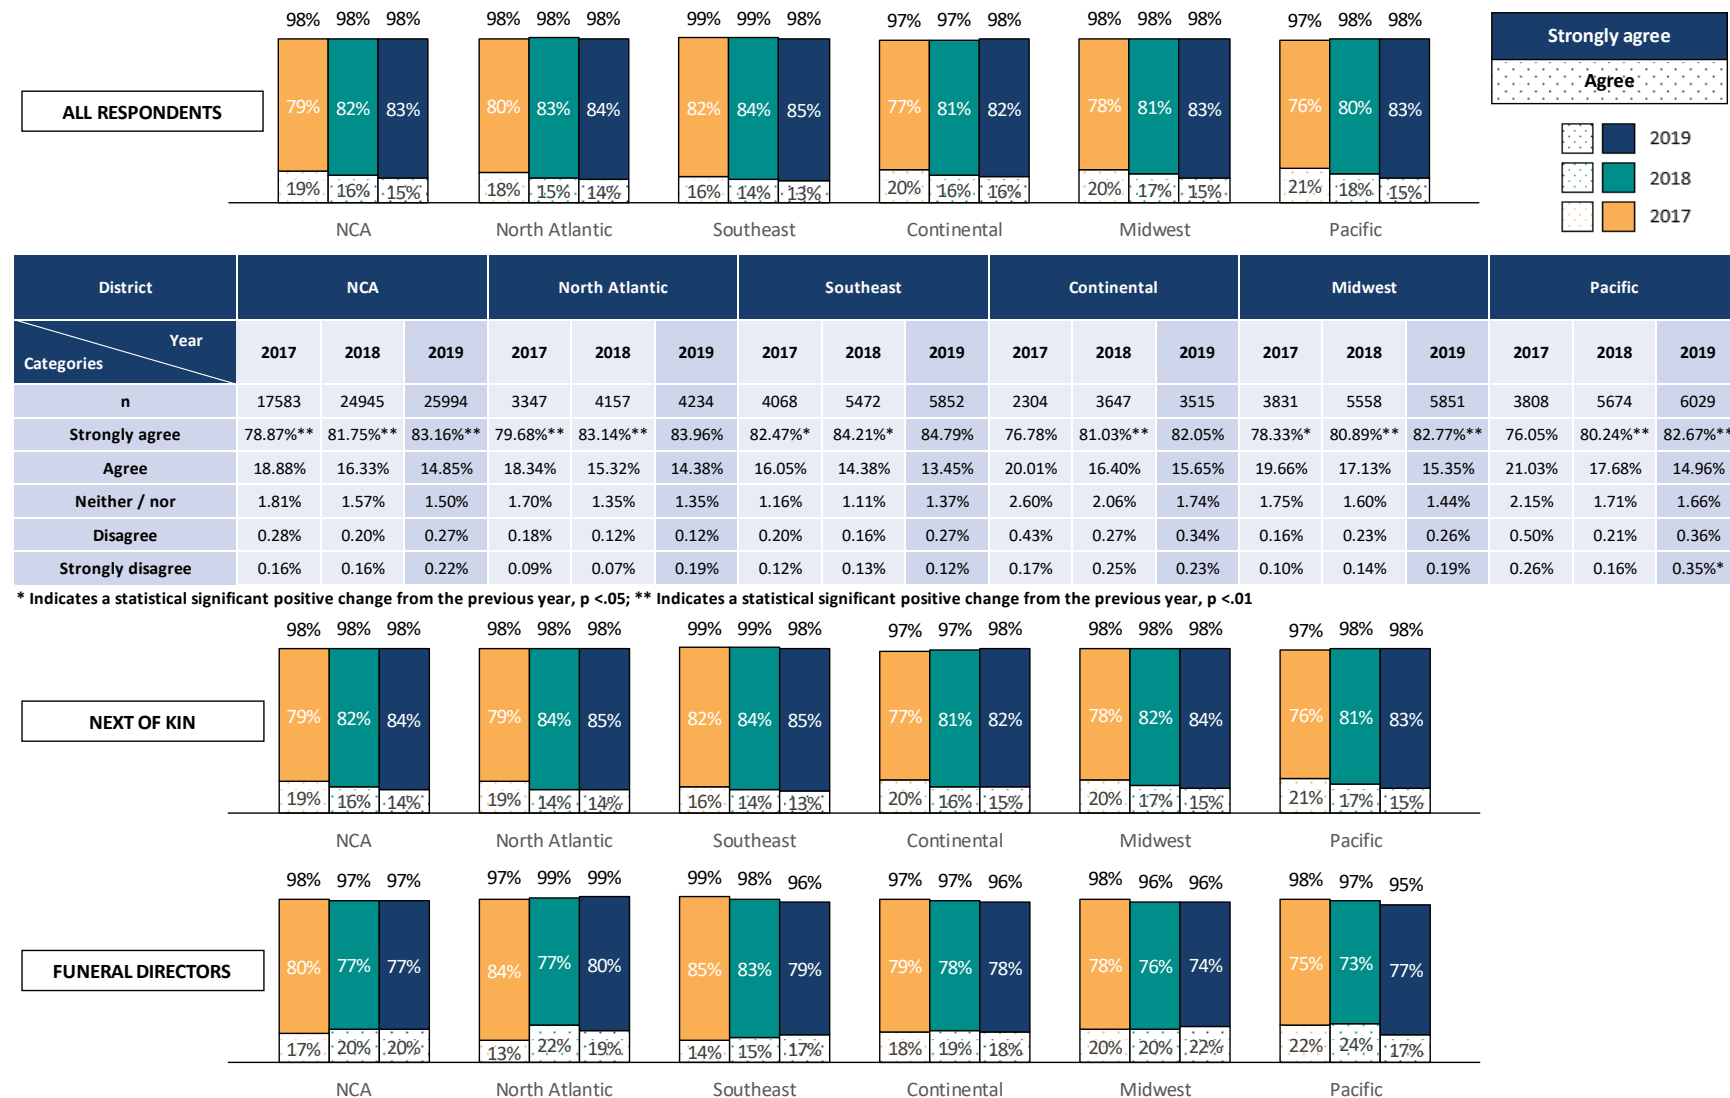 98% 98% 98% 98% 98% 98% 99% 99% 98% 97% 97% 98% 98% 98% 98% 97% 98% 98%
Strongly agree
Agree
ALL RESPONDENTS
79% 82% 83% 80% 83% 84% 82% 84% 85% 77% 81% 82% 78% 81% 83% 76% 80% 83%
2019
2018
2017
19% 16% 15% 18% 15% 14% 16% 14% 13% 20% 16% 16% 20% 17% 15% 21% 18% 15%
NCA North Atlantic Southeast Continental Midwest Pacific
District NCA North Atlantic Southeast Continental Midwest Pacific
Year
Categories
2017 2018 2019 2017 2018 2019 2017 2018 2019 2017 2018 2019 2017 2018 2019 2017 2018 2019
n 17583 24945 25994 3347 4157 4234 4068 5472 5852 2304 3647 3515 3831 5558 5851 3808 5674 6029
Strongly agree 78.87%** 81.75%** 83.16%** 79.68%** 83.14%** 83.96% 82.47%* 84.21%* 84.79% 76.78% 81.03%** 82.05% 78.33%* 80.89%** 82.77%** 76.05% 80.24%** 82.67%**
Agree 18.88% 16.33% 14.85% 18.34% 15.32% 14.38% 16.05% 14.38% 13.45% 20.01% 16.40% 15.65% 19.66% 17.13% 15.35% 21.03% 17.68% 14.96%
Neither / nor 1.81% 1.57% 1.50% 1.70% 1.35% 1.35% 1.16% 1.11% 1.37% 2.60% 2.06% 1.74% 1.75% 1.60% 1.44% 2.15% 1.71% 1.66%
Disagree 0.28% 0.20% 0.27% 0.18% 0.12% 0.12% 0.20% 0.16% 0.27% 0.43% 0.27% 0.34% 0.16% 0.23% 0.26% 0.50% 0.21% 0.36%
Strongly disagree 0.16% 0.16% 0.22% 0.09% 0.07% 0.19% 0.12% 0.13% 0.12% 0.17% 0.25% 0.23% 0.10% 0.14% 0.19% 0.26% 0.16% 0.35%*
* Indicates a statistical significant positive change from the previous year, p <.05; ** Indicates a statistical significant positive change from the previous year, p <.01
98% 98% 98% 98% 98% 98% 99% 99% 98% 97% 97% 98% 98% 98% 98% 97% 98% 98%
NEXT OF KIN
79% 82% 84% 79% 84% 85% 82% 84% 85% 77% 81% 82% 78% 82% 84% 76% 81% 83%
19% 16% 14% 19% 14% 14% 16% 14% 13% 20% 16% 15% 20% 17% 15% 21% 17% 15%
NCA North Atlantic Southeast Continental Midwest Pacific
98% 97% 97% 97% 99% 99% 99% 98% 96% 97% 97% 96% 98% 96% 96% 98% 97% 95%
FUNERAL DIRECTORS
80% 77% 77% 84% 77% 80% 85% 83% 79% 79% 78% 78% 78% 76% 74% 75% 73% 77%
17% 20% 20% 13% 22% 19% 14% 15% 17% 18% 19% 18% 20% 20% 22% 22% 24% 17%
NCA North Atlantic Southeast Continental Midwest Pacific